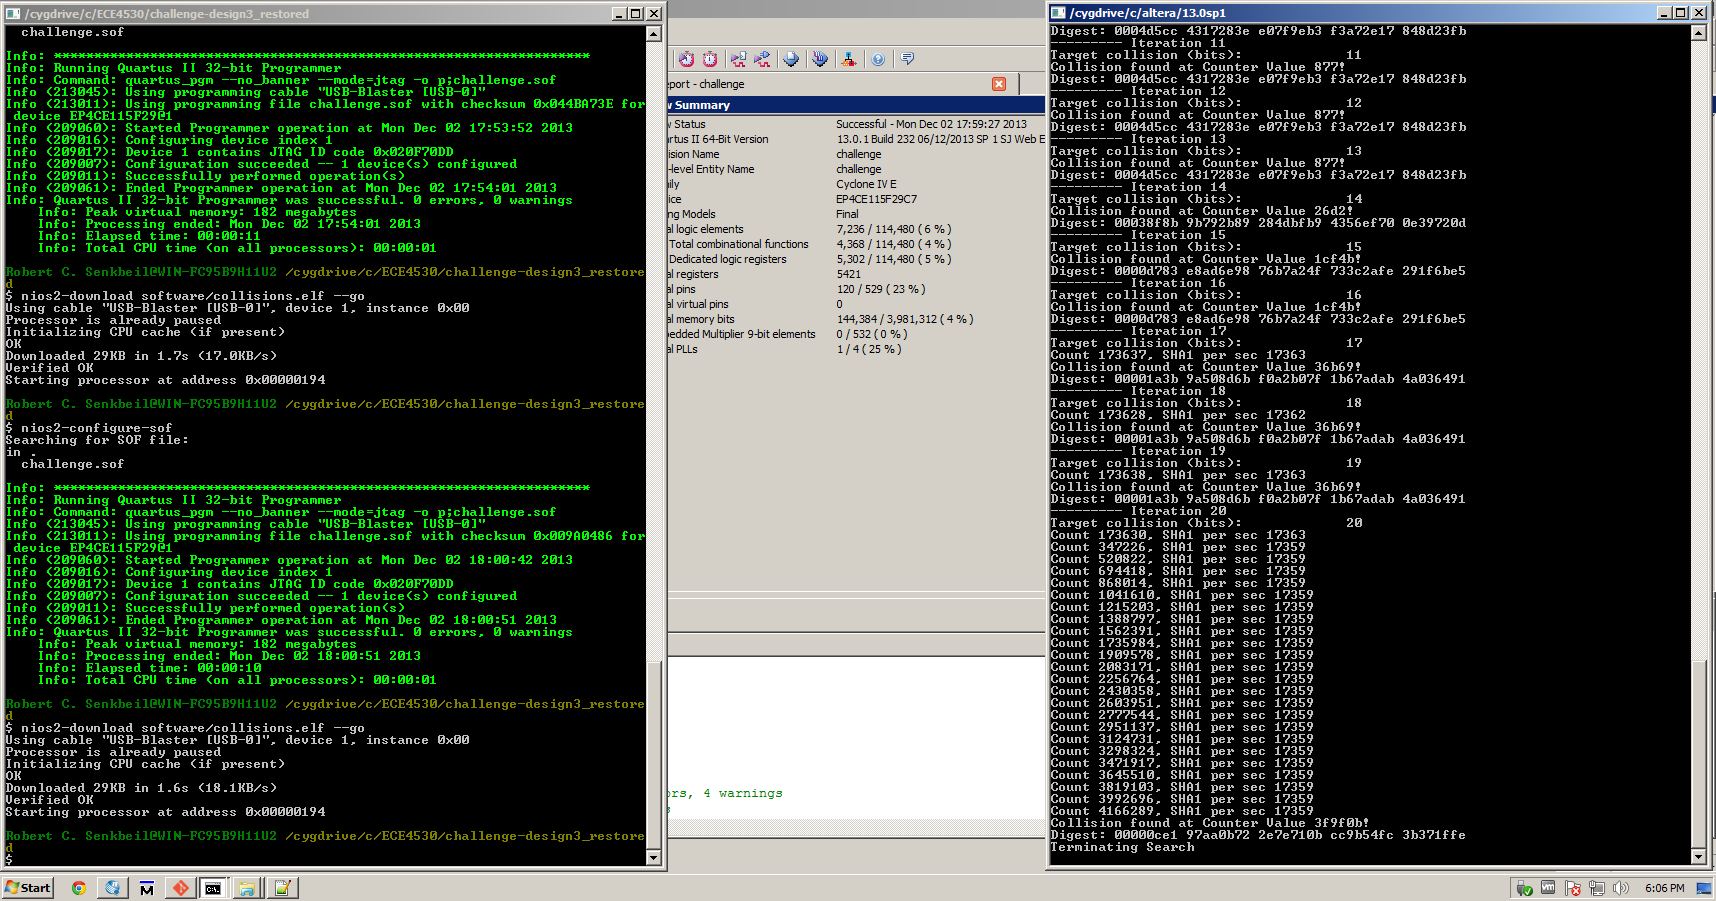 /cygdrive/c/ECE4530/challenge-design3_restored
challenge.sof
Info: *******************************************************************
Info: Running Quartus II 32-bit Programmer
Info: Command: quartus_pgm --no_banner --mode=jtag -o p;challenge.sof
Info (213045): Using programming cable "USB-Blaster [USB-0]"
Info (213011): Using programming file challenge.sof with checksum 0x044BA73E for
device EP4CE115F29@1
Info (209060): Started Programmer operation at Mon Dec 02 17:53:52 2013
Info (209016): Configuring device index 1
Info (209017): Device 1 contains JTAG ID code 0x020F70DD
Info (209007): Configuration succeeded -- 1 device(s) configured
Info (209011): Successfully performed operation(s)
Info (209061): Ended Programmer operation at Mon Dec 02 17:54:01 2013
Info: Quartus II 32-bit Programmer was successful. 0 errors, 0 warnings
Info: Peak virtual memory: 182 megabytes
Info: Processing ended: Mon Dec 02 17:54:01 2013
Info: Elapsed time: 00:00:11
Info: Total CPU time (on all processors): 00:00:01
Robert C. Senkbeil@WIN-FC95B9H11U2 /cygdrive/c/ECE4530/challenge-design3_restore
d
$ nios2-download software/collisions.elf --go
Using cable "USB-Blaster [USB-0]", device 1, instance 0x00
Processor is already paused
Initializing CPU cache (if present)
OK
Downloaded 29KB in 1.7s (17.0KB/s)
Verified OK
Starting processor at address 0x00000194
Robert C. Senkbeil@WIN-FC95B9H11U2 /cygdrive/c/ECE4530/challenge-design3_restore
d
$ nios2-configure-sof
Searching for SOF file:
in .
challenge.sof
Info: *******************************************************************
Info: Running Quartus II 32-bit Programmer
Info: Command: quartus_pgm --no_banner --mode=jtag -o p;challenge.sof
Info (213045): Using programming cable "USB-Blaster [USB-0]"
Info (213011): Using programming file challenge.sof with checksum 0x009A0486 for
device EP4CE115F29@1
Info (209060): Started Programmer operation at Mon Dec 02 18:00:42 2013
Info (209016): Configuring device index 1
Info (209017): Device 1 contains JTAG ID code 0x020F70DD
Info (209007): Configuration succeeded -- 1 device(s) configured
Info (209011): Successfully performed operation(s)
Info (209061): Ended Programmer operation at Mon Dec 02 18:00:51 2013
Info: Quartus II 32-bit Programmer was successful. 0 errors, 0 warnings
Info: Peak virtual memory: 182 megabytes
Info: Processing ended: Mon Dec 02 18:00:51 2013
Info: Elapsed time: 00:00:10
Info: Total CPU time (on all processors): 00:00:01
Robert C. Senkbeil@WIN-FC95B9H11U2 /cygdrive/c/ECE4530/challenge-design3_restore
d
$ nios2-download software/collisions.elf --go
Using cable "USB-Blaster [USB-0]", device 1, instance 0x00
Processor is already paused
Initializing CPU cache (if present)
OK
Downloaded 29KB in 1.6s (18.1KB/s)
Verified OK
Starting processor at address 0x00000194
Robert C. Senkbeil@WIN-FC95B9H11U2 /cygdrive/c/ECE4530/challenge-design3_restore
d
$
port - challenge
w Summary
w Status Successful - Mon Dec 02 17:59:27 2013
artus II 64-Bit Version 13.0.1 Build 232 06/12/2013 SP 1 SJ Web E
ision Name challenge
-level Entity Name challenge
ily Cyclone IV E
ice EP4CE115F29C7
ing Models Final
al logic elements 7,236 / 114,480 ( 6 % )
Total combinational functions 4,368 / 114,480 ( 4 % )
Dedicated logic registers 5,302 / 114,480 ( 5 % )
al registers 5421
al pins 120 / 529 ( 23 % )
al virtual pins 0
al memory bits 144,384 / 3,981,312 ( 4 % )
bedded Multiplier 9-bit elements 0 / 532 ( 0 % )
al PLLs 1 / 4 ( 25 % )
ors, 4 warnings
/cygdrive/c/altera/13.0sp1
Digest: 0004d5cc 4317283e e07f9eb3 f3a72e17 848d23fb
--------- Iteration 11
Target collision (bits): 11
Collision found at Counter Value 877!
Digest: 0004d5cc 4317283e e07f9eb3 f3a72e17 848d23fb
--------- Iteration 12
Target collision (bits): 12
Collision found at Counter Value 877!
Digest: 0004d5cc 4317283e e07f9eb3 f3a72e17 848d23fb
--------- Iteration 13
Target collision (bits): 13
Collision found at Counter Value 877!
Digest: 0004d5cc 4317283e e07f9eb3 f3a72e17 848d23fb
--------- Iteration 14
Target collision (bits): 14
Collision found at Counter Value 26d2!
Digest: 00038f8b 9b792b89 284dbfb9 4356ef70 0e39720d
--------- Iteration 15
Target collision (bits): 15
Collision found at Counter Value 1cf4b!
Digest: 0000d783 e8ad6e98 76b7a24f 733c2afe 291f6be5
--------- Iteration 16
Target collision (bits): 16
Collision found at Counter Value 1cf4b!
Digest: 0000d783 e8ad6e98 76b7a24f 733c2afe 291f6be5
--------- Iteration 17
Target collision (bits): 17
Count 173637, SHA1 per sec 17363
Collision found at Counter Value 36b69!
Digest: 00001a3b 9a508d6b f0a2b07f 1b67adab 4a036491
--------- Iteration 18
Target collision (bits): 18
Count 173628, SHA1 per sec 17362
Collision found at Counter Value 36b69!
Digest: 00001a3b 9a508d6b f0a2b07f 1b67adab 4a036491
--------- Iteration 19
Target collision (bits): 19
Count 173638, SHA1 per sec 17363
Collision found at Counter Value 36b69!
Digest: 00001a3b 9a508d6b f0a2b07f 1b67adab 4a036491
--------- Iteration 20
Target collision (bits): 20
Count 173630, SHA1 per sec 17363
Count 347226, SHA1 per sec 17359
Count 520822, SHA1 per sec 17359
Count 694418, SHA1 per sec 17359
Count 868014, SHA1 per sec 17359
Count 1041610, SHA1 per sec 17359
Count 1215203, SHA1 per sec 17359
Count 1388797, SHA1 per sec 17359
Count 1562391, SHA1 per sec 17359
Count 1735984, SHA1 per sec 17359
Count 1909578, SHA1 per sec 17359
Count 2083171, SHA1 per sec 17359
Count 2256764, SHA1 per sec 17359
Count 2430358, SHA1 per sec 17359
Count 2603951, SHA1 per sec 17359
Count 2777544, SHA1 per sec 17359
Count 2951137, SHA1 per sec 17359
Count 3124731, SHA1 per sec 17359
Count 3298324, SHA1 per sec 17359
Count 3471917, SHA1 per sec 17359
Count 3645510, SHA1 per sec 17359
Count 3819103, SHA1 per sec 17359
Count 3992696, SHA1 per sec 17359
Count 4166289, SHA1 per sec 17359
Collision found at Counter Value 3f9f0b!
Digest: 00000ce1 97aa0b72 2e7e710b cc9b54fc 3b371ffe
Terminating Search
Start
6:06 PM